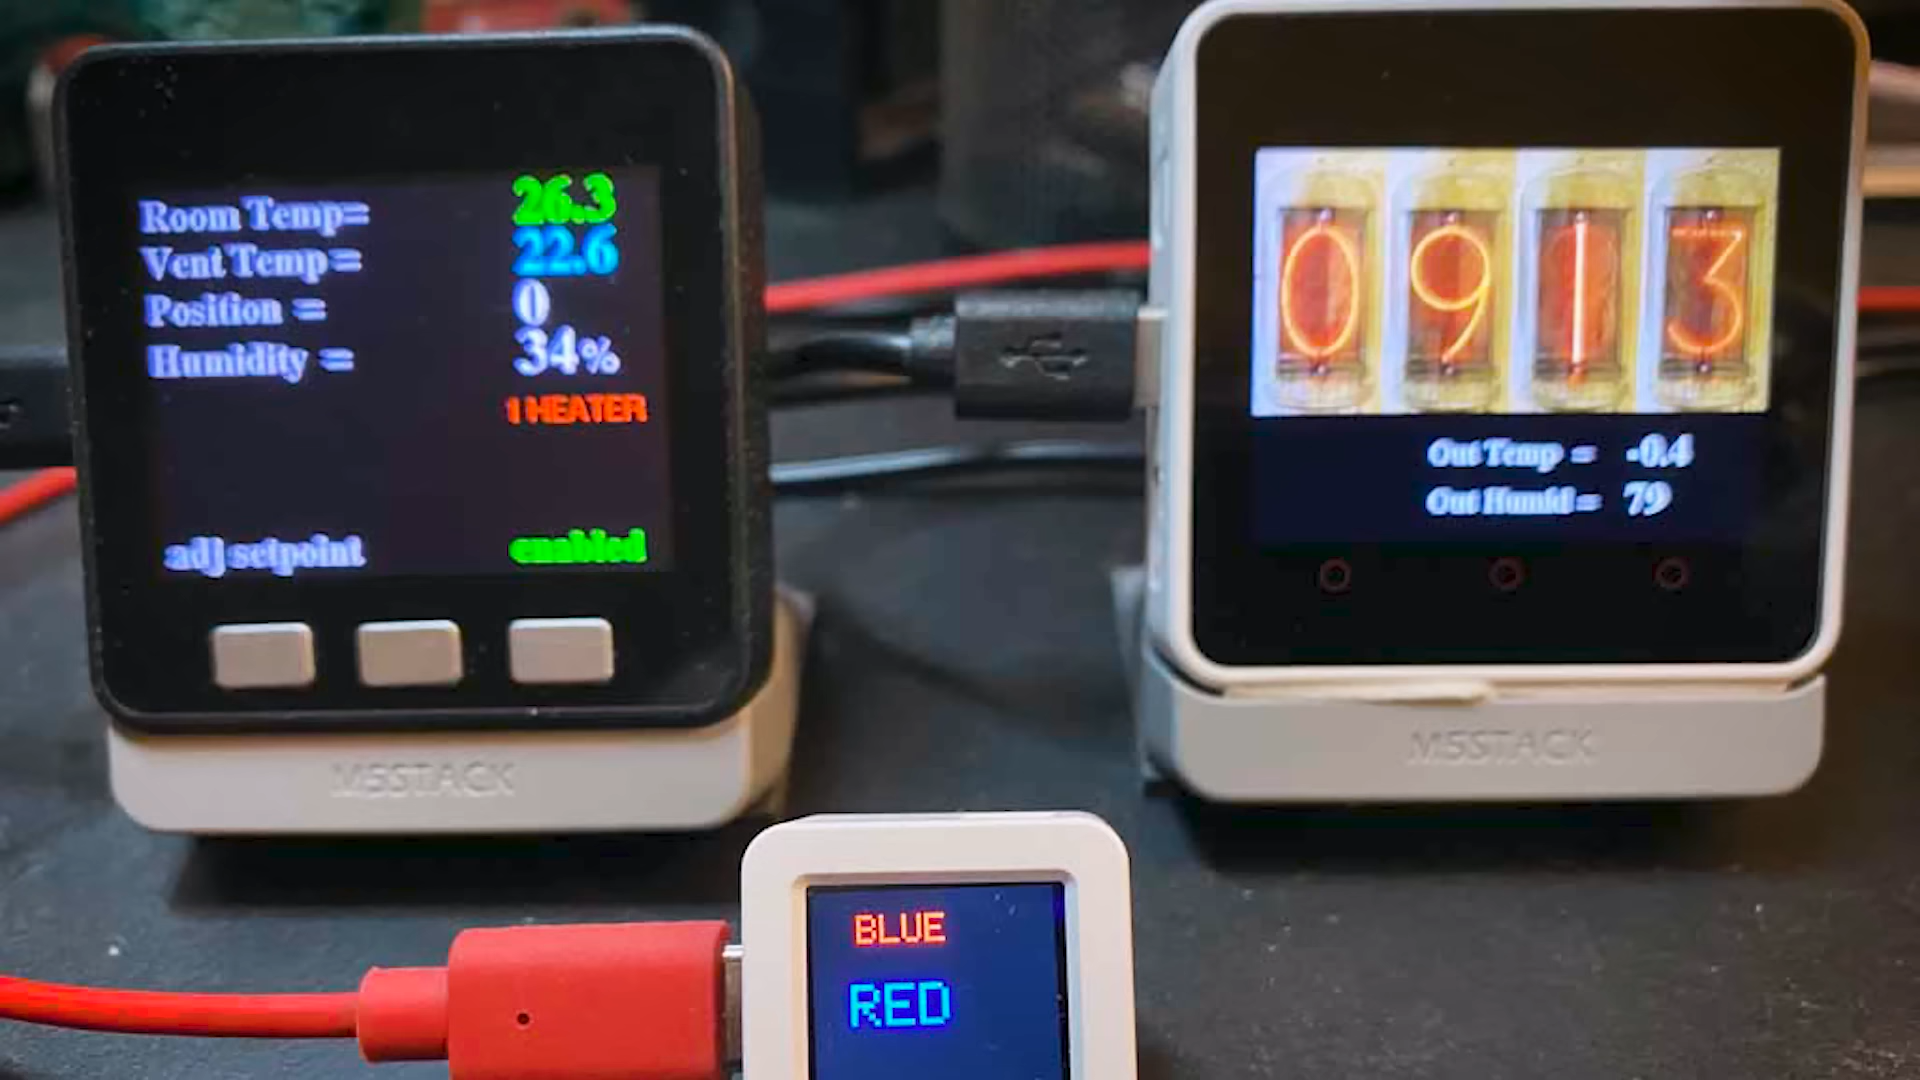 Room Temp= 26.3
Vent Temp= 22.6
Position = 0
Humidity = 34%
1 HEATER
adj setpoint enabled
M5STACK
0913
Out Temp = -0.4
Out Humid = 79
M5STACK
BLUE
RED